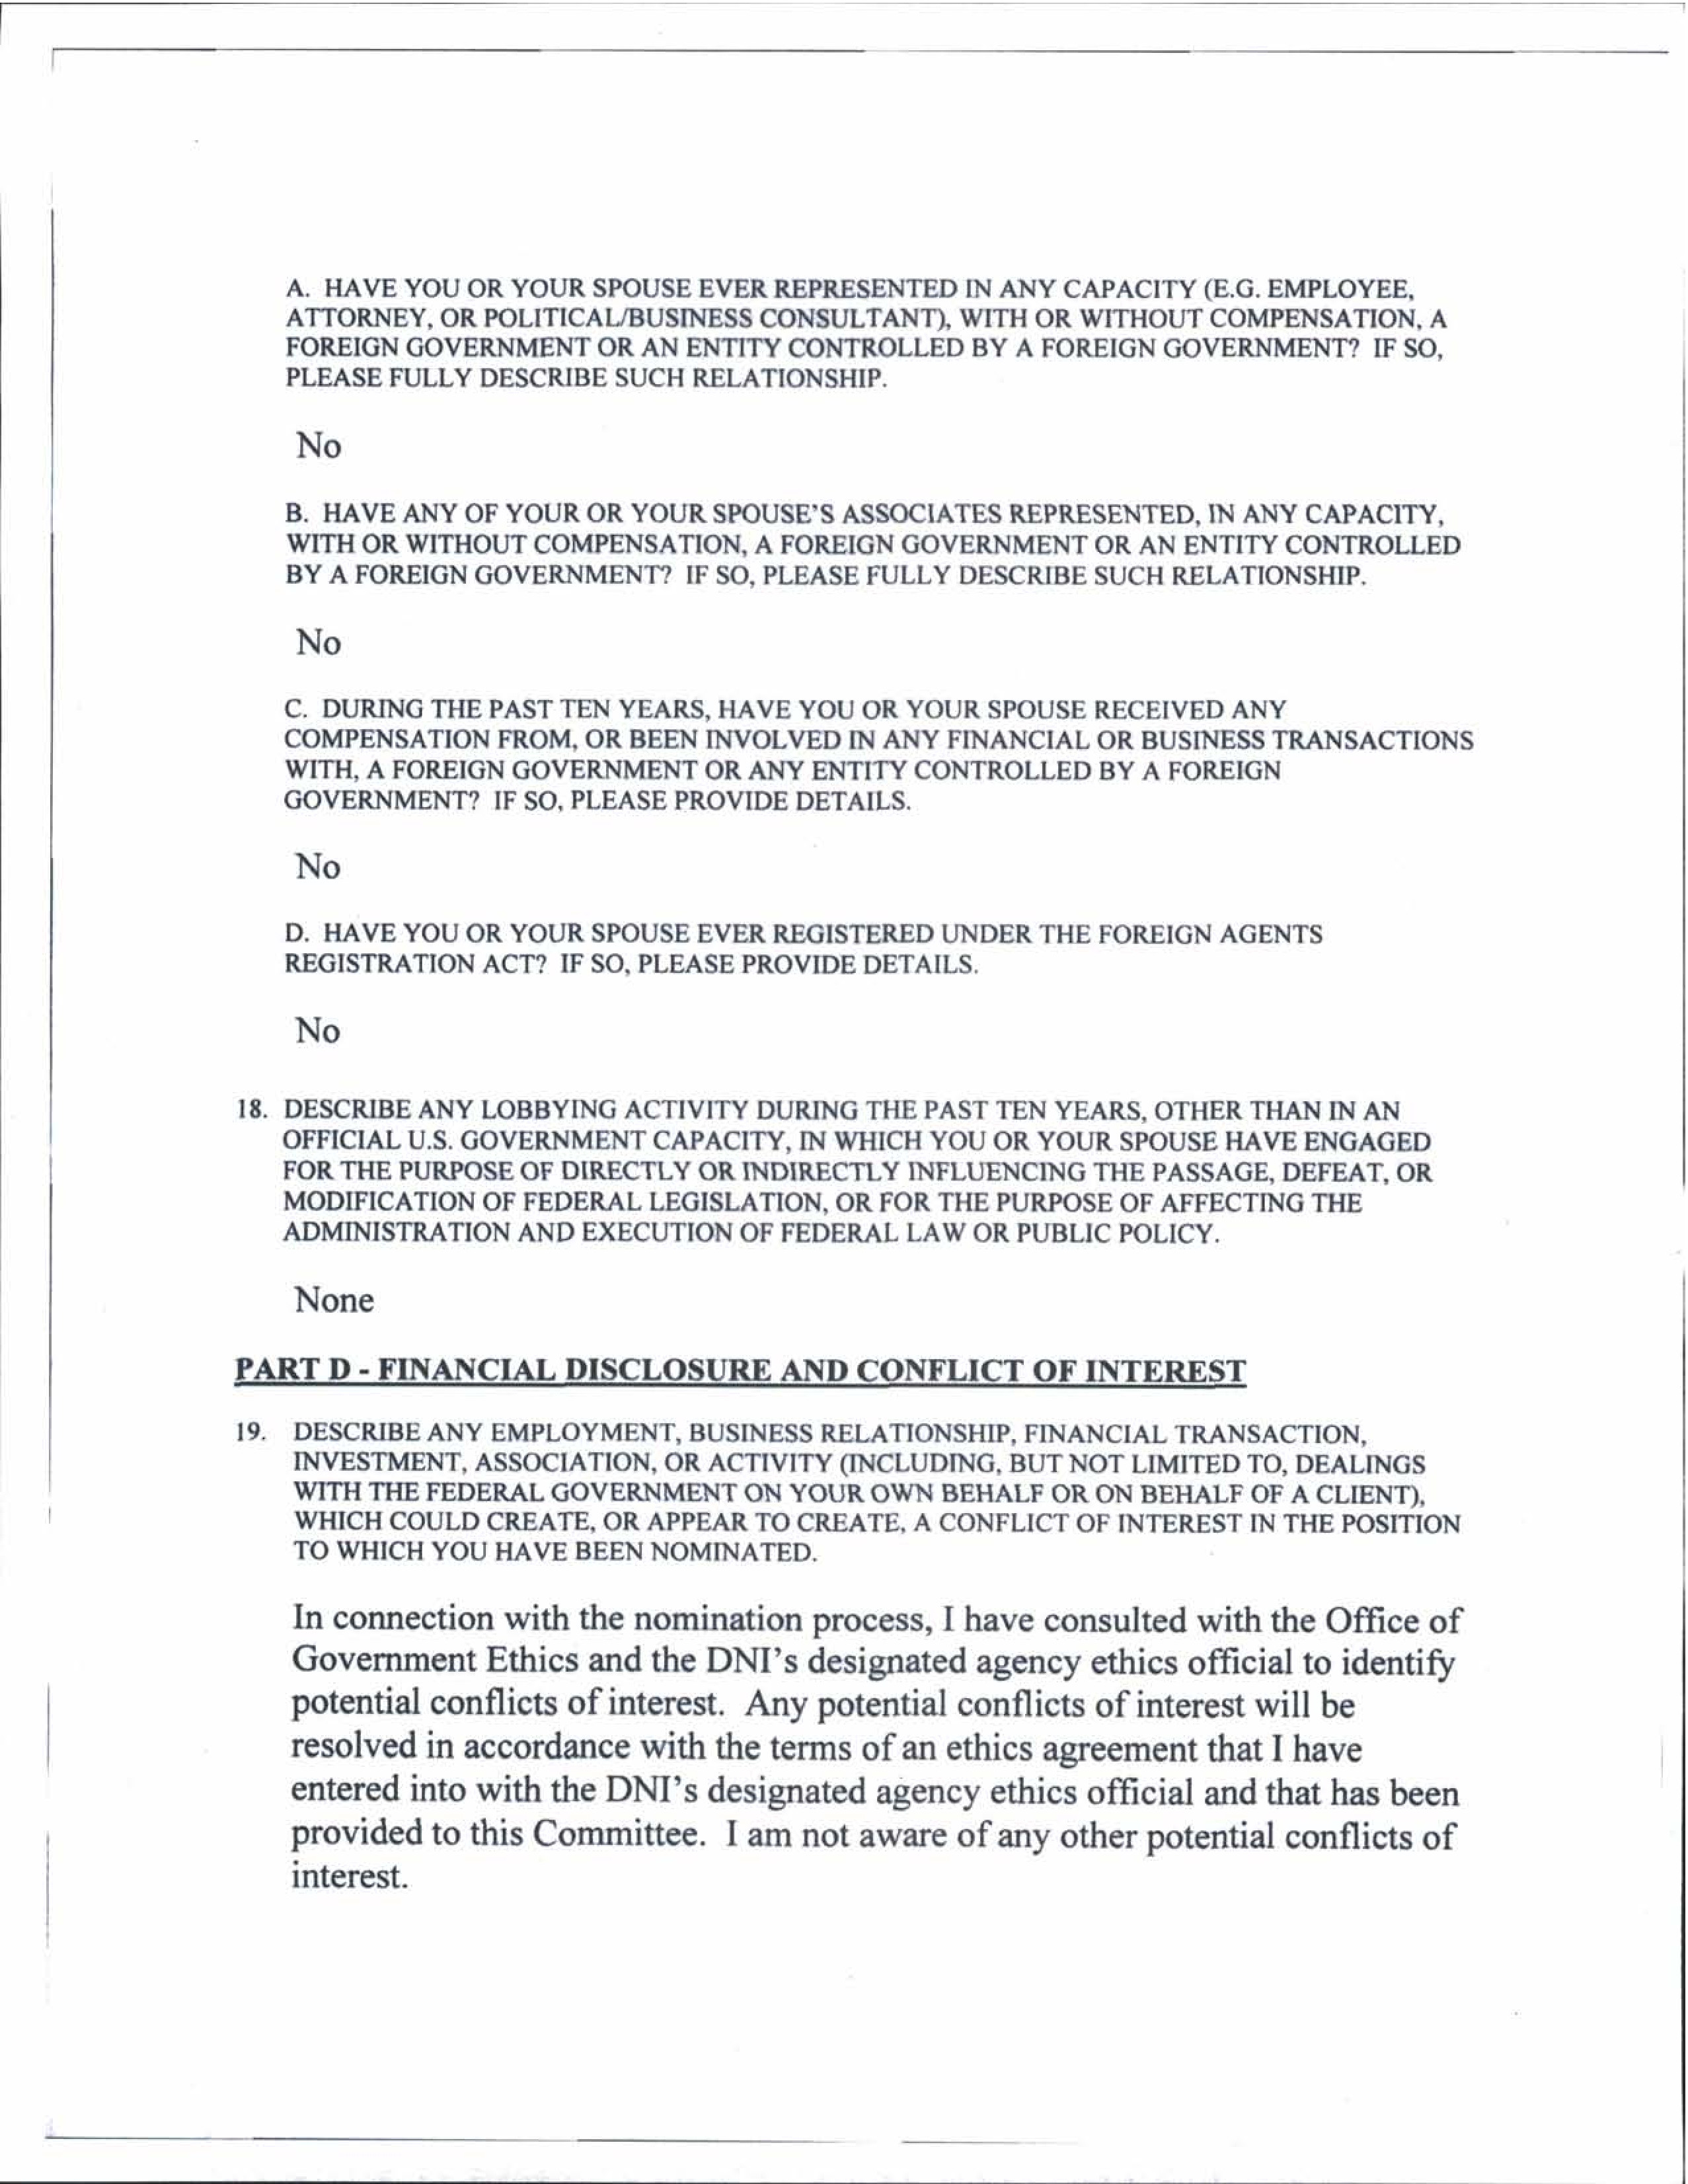 A. HAVE YOU OR YOUR SPOUSE EVER REPRESENTED IN ANY CAPACITY (E.G. EMPLOYEE,
ATTORNEY, OR POLITICAL/BUSINESS CONSULTANT), WITH OR WITHOUT COMPENSATION, A
FOREIGN GOVERNMENT OR AN ENTITY CONTROLLED BY A FOREIGN GOVERNMENT? IF SO,
PLEASE FULLY DESCRIBE SUCH RELATIONSHIP.
No
B. HAVE ANY OF YOUR OR YOUR SPOUSE'S ASSOCIATES REPRESENTED, IN ANY CAPACITY,
WITH OR WITHOUT COMPENSATION, A FOREIGN GOVERNMENT OR AN ENTITY CONTROLLED
BY A FOREIGN GOVERNMENT? IF SO, PLEASE FULLY DESCRIBE SUCH RELATIONSHIP.
No
C. DURING THE PAST TEN YEARS, HAVE YOU OR YOUR SPOUSE RECEIVED ANY
COMPENSATION FROM, OR BEEN INVOLVED IN ANY FINANCIAL OR BUSINESS TRANSACTIONS
WITH, A FOREIGN GOVERNMENT OR ANY ENTITY CONTROLLED BY A FOREIGN
GOVERNMENT? IF SO, PLEASE PROVIDE DETAILS.
No
D. HAVE YOU OR YOUR SPOUSE EVER REGISTERED UNDER THE FOREIGN AGENTS
REGISTRATION ACT? IF SO, PLEASE PROVIDE DETAILS.
No
18. DESCRIBE ANY LOBBYING ACTIVITY DURING THE PAST TEN YEARS, OTHER THAN IN AN
OFFICIAL U.S. GOVERNMENT CAPACITY, IN WHICH YOU OR YOUR SPOUSE HAVE ENGAGED
FOR THE PURPOSE OF DIRECTLY OR INDIRECTLY INFLUENCING THE PASSAGE, DEFEAT, OR
MODIFICATION OF FEDERAL LEGISLATION, OR FOR THE PURPOSE OF AFFECTING THE
ADMINISTRATION AND EXECUTION OF FEDERAL LAW OR PUBLIC POLICY.
None
PART D - FINANCIAL DISCLOSURE AND CONFLICT OF INTEREST
19. DESCRIBE ANY EMPLOYMENT, BUSINESS RELATIONSHIP, FINANCIAL TRANSACTION,
INVESTMENT, ASSOCIATION, OR ACTIVITY (INCLUDING, BUT NOT LIMITED TO, DEALINGS
WITH THE FEDERAL GOVERNMENT ON YOUR OWN BEHALF OR ON BEHALF OF A CLIENT),
WHICH COULD CREATE, OR APPEAR TO CREATE, A CONFLICT OF INTEREST IN THE POSITION
TO WHICH YOU HAVE BEEN NOMINATED.
In connection with the nomination process, I have consulted with the Office of
Government Ethics and the DNI's designated agency ethics official to identify
potential conflicts of interest. Any potential conflicts of interest will be
resolved in accordance with the terms of an ethics agreement that I have
entered into with the DNI's designated agency ethics official and that has been
provided to this Committee. I am not aware of any other potential conflicts of
interest.